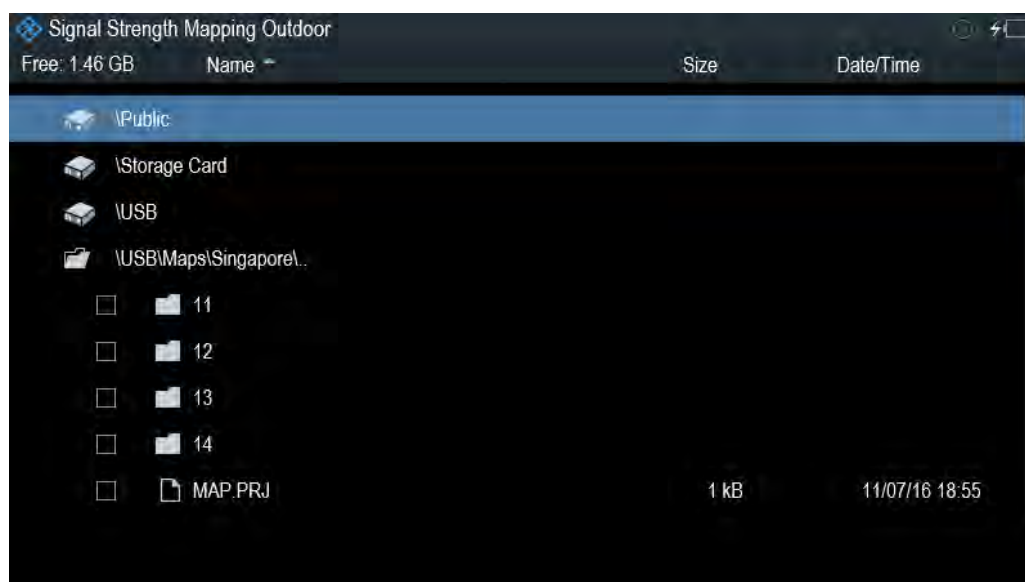 Signal Strength Mapping Outdoor
Free: 1.46 GB Name Size Date/Time
\Public
\Storage Card
\USB
\USB\Maps\Singapore\..
11
12
13
14
MAP.PRJ 1 kB 11/07/16 18:55